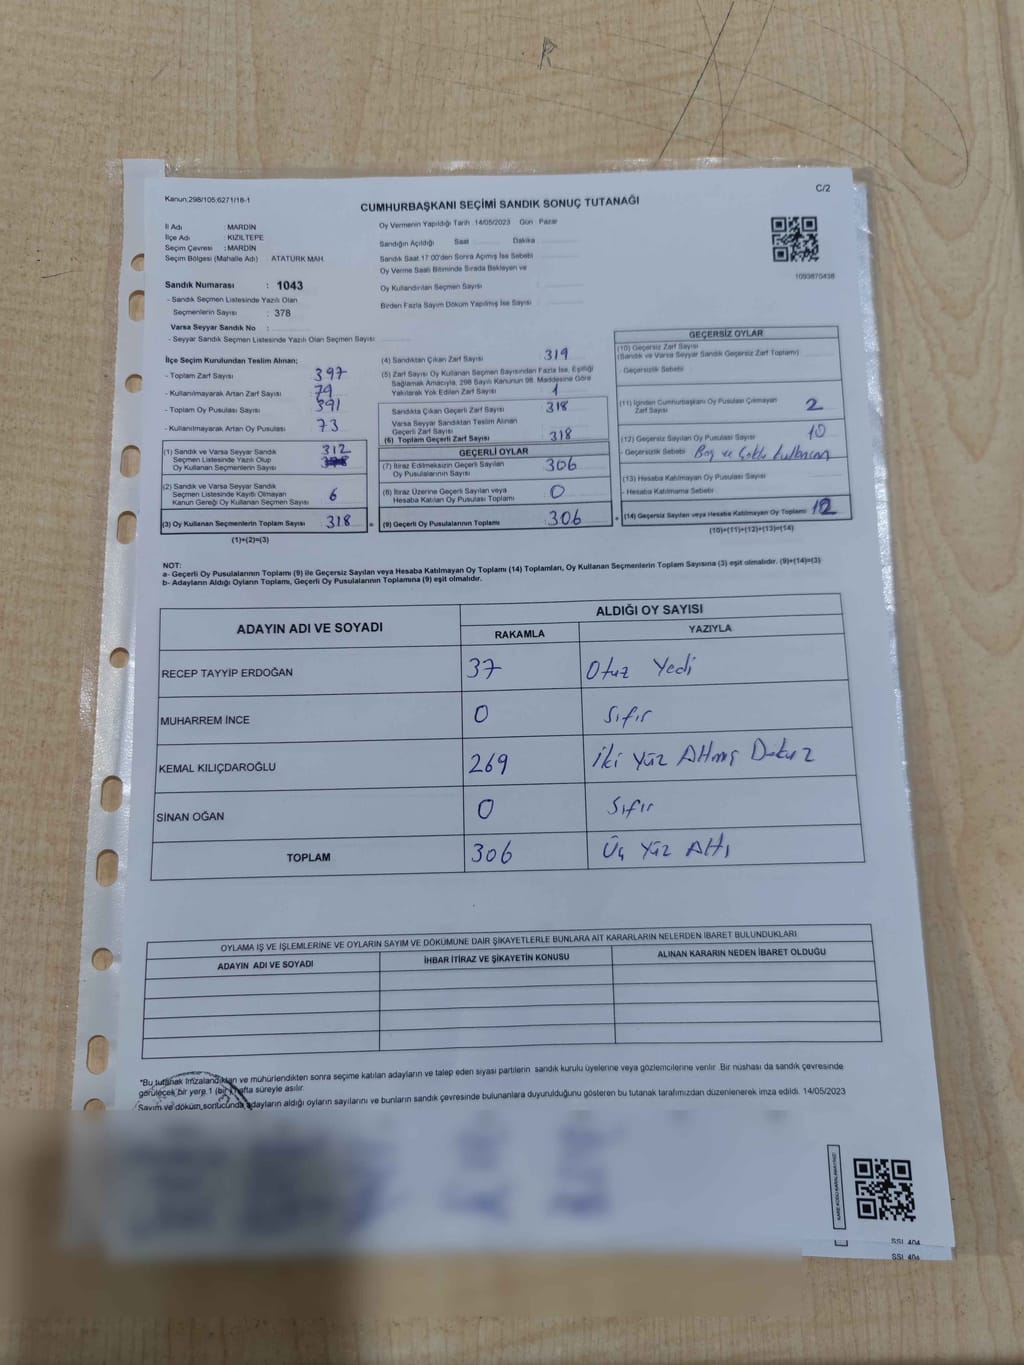 R
C/2
Kanun:298/105;6271/18-1
CUMHURBAŞKANI SEÇİMİ SANDIK SONUÇ TUTANAĞI
İl Adı : MARDİN
İlçe Adı : KIZILTEPE
Seçim Çevresi : MARDİN
Seçim Bölgesi (Mahalle Adı) : ATATÜRK MAH.
Sandık Numarası : 1043
- Sandık Seçmen Listesinde Yazılı Olan
Seçmenlerin Sayısı : 378
Varsa Seyyar Sandık No :
- Seyyar Sandık Seçmen Listesinde Yazılı Olan Seçmen Sayısı:
Oy Vermenin Yapıldığı Tarih : 14/05/2023 Gün : Pazar
Sandığın Açıldığı Saat Dakika
Sandık Saat 17:00'den Sonra Açılmış İse Sebebi
Oy Verme Saati Bitiminde Sırada Bekleyen ve
Oy Kullandırılan Seçmen Sayısı :
Birden Fazla Sayım Döküm Yapılmış İse Sayısı :
1093870438
İlçe Seçim Kurulundan Teslim Alınan;
- Toplam Zarf Sayısı : 397
- Kullanılmayarak Artan Zarf Sayısı : 79
- Toplam Oy Pusulası Sayısı : 391
- Kullanılmayarak Artan Oy Pusulası : 73
(1) Sandık ve Varsa Seyyar Sandık
Seçmen Listesinde Yazılı Olup
Oy Kullanan Seçmenlerin Sayısı : 312
(2) Sandık ve Varsa Seyyar Sandık
Seçmen Listesinde Kayıtlı Olmayan
Kanun Gereği Oy Kullanan Seçmen Sayısı : 6
(3) Oy Kullanan Seçmenlerin Toplam Sayısı : 318 =
(1)+(2)=(3)
(4) Sandıktan Çıkan Zarf Sayısı : 319
(5) Zarf Sayısı Oy Kullanan Seçmen Sayısından Fazla İse, Eşitliği
Sağlamak Amacıyla, 298 Sayılı Kanunun 98. Maddesine Göre
Yakılarak Yok Edilen Zarf Sayısı : 1
Sandıkta Çıkan Geçerli Zarf Sayısı : 318
Varsa Seyyar Sandıktan Teslim Alınan
Geçerli Zarf Sayısı
(6) Toplam Geçerli Zarf Sayısı : 318
GEÇERLİ OYLAR
(7) İtiraz Edilmeksizin Geçerli Sayılan
Oy Pusulalarının Sayısı : 306
(8) İtiraz Üzerine Geçerli Sayılan veya
Hesaba Katılan Oy Pusulası Toplamı : 0
(9) Geçerli Oy Pusulalarının Toplamı : 306 +
GEÇERSİZ OYLAR
(10) Geçersiz Zarf Sayısı
(Sandık ve Varsa Seyyar Sandık Geçersiz Zarf Toplamı)
- Geçersizlik Sebebi
(11) İçinden Cumhurbaşkanı Oy Pusulası Çıkmayan
Zarf Sayısı 2
(12) Geçersiz Sayılan Oy Pusulası Sayısı 10
- Geçersizlik Sebebi Boş ve Çoklu kullanım
(13) Hesaba Katılmayan Oy Pusulası Sayısı
- Hesaba Katılmama Sebebi
(14) Geçersiz Sayılan veya Hesaba Katılmayan Oy Toplamı : 12
(10)+(11)+(12)+(13)=(14)
NOT:
a- Geçerli Oy Pusulalarının Toplamı (9) ile Geçersiz Sayılan veya Hesaba Katılmayan Oy Toplamı (14) Toplamları, Oy Kullanan Seçmenlerin Toplam Sayısına (3) eşit olmalıdır. (9)+(14)=(3)
b- Adayların Aldığı Oyların Toplamı, Geçerli Oy Pusulalarının Toplamına (9) eşit olmalıdır.
ADAYIN ADI VE SOYADI
ALDIĞI OY SAYISI
RAKAMLA YAZIYLA
RECEP TAYYİP ERDOĞAN 37 Otuz Yedi
MUHARREM İNCE 0 Sıfır
KEMAL KILIÇDAROĞLU 269 iki Yüz Altmış Dokuz
SİNAN OĞAN 0 Sıfır
TOPLAM 306 Üç Yüz Altı
OYLAMA İŞ VE İŞLEMLERİNE VE OYLARIN SAYIM VE DÖKÜMÜNE DAİR ŞİKAYETLERLE BUNLARA AİT KARARLARIN NELERDEN İBARET BULUNDUKLARI
ADAYIN ADI VE SOYADI İHBAR İTİRAZ VE ŞİKAYETİN KONUSU ALINAN KARARIN NEDEN İBARET OLDUĞU
"Bu tutanak imzalandıktan ve mühürlendikten sonra seçime katılan adayların ve talep eden siyasi partilerin sandık kurulu üyelerine veya gözlemcilerine verilir. Bir nüshası da sandık çevresinde
görülecek bir yere 1 (bir) hafta süreyle asılır.
Sayım ve döküm sonucunda adayların aldığı oyların sayılarını ve bunların sandık çevresinde bulunanlara duyurulduğunu gösteren bu tutanak tarafımızdan düzenlenerek imza edildi. 14/05/2023
KARE KODU KARALAMAYINIZ!
SSI 404
SSI 404